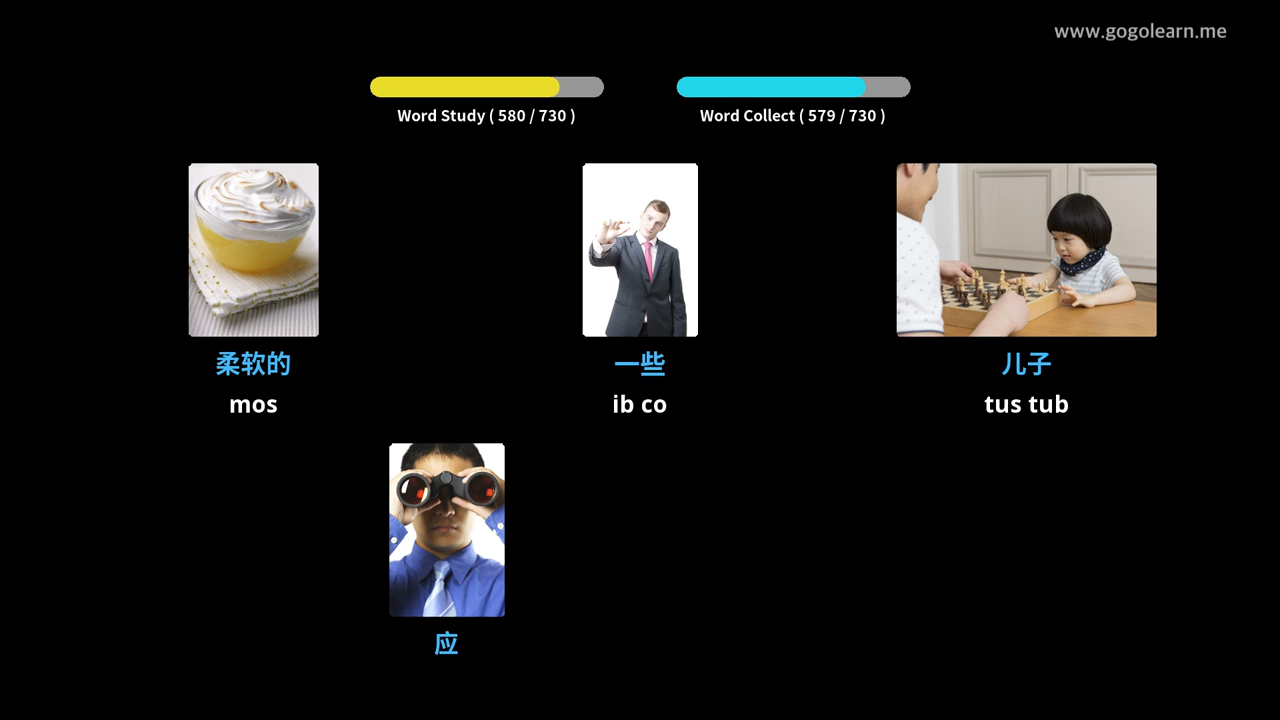 www.gogolearn.me
Word Study ( 580 / 730 )
Word Collect ( 579 / 730 )
柔软的
mos
一些
ib co
儿子
tus tub
应